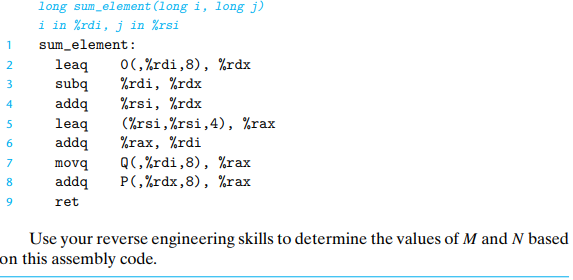 long sum_element(long i, long j)
i in %rdi, j in %rsi
1 sum_element:
2 leaq 0(,%rdi,8), %rdx
3 subq %rdi, %rdx
4 addq %rsi, %rdx
5 leaq (%rsi,%rsi,4), %rax
6 addq %rax, %rdi
7 movq Q(,%rdi,8), %rax
8 addq P(,%rdx,8), %rax
9 ret
Use your reverse engineering skills to determine the values of M and N based
on this assembly code.